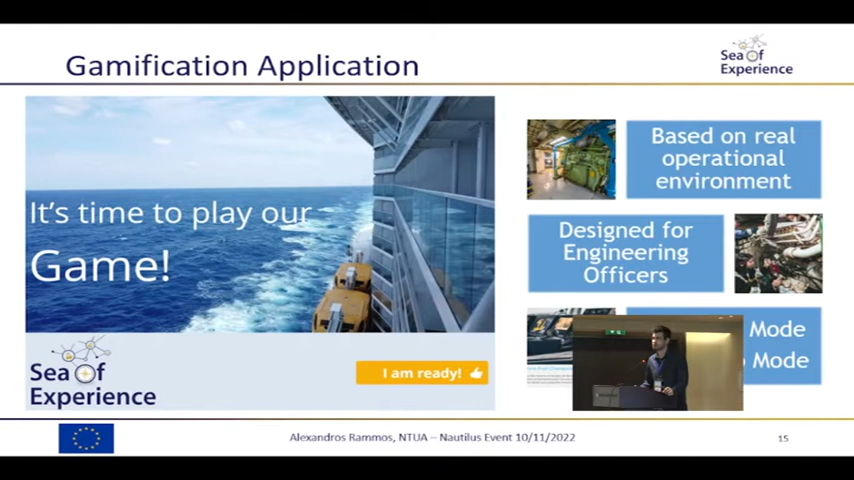 Gamification Application
Sea Of
Experience
It's time to play our
Game!
Sea Of
Experience
I am ready!
Based on real
operational
environment
Designed for
Engineering
Officers
Mode
Mode
Alexandros Rammos, NTUA – Nautilus Event 10/11/2022
15